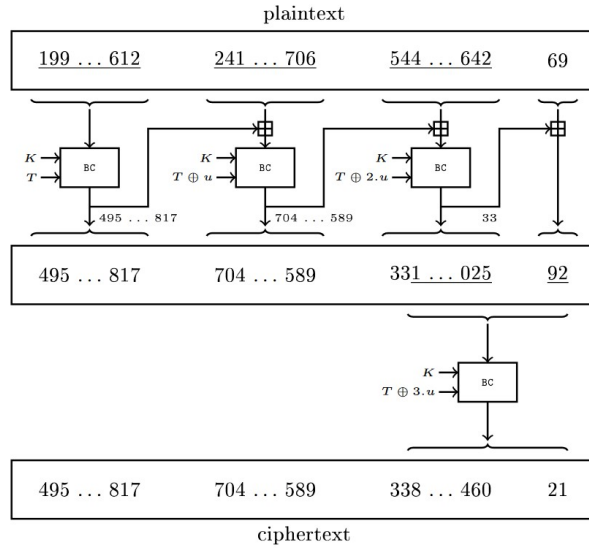 plaintext
199 ... 612 241 ... 706 544 ... 642 69
K K K
BC BC BC
T T ⊕ u T ⊕ 2.u
495 ... 817 704 ... 589 33
495 ... 817 704 ... 589 331 ... 025 92
K
BC
T ⊕ 3.u
495 ... 817 704 ... 589 338 ... 460 21
ciphertext